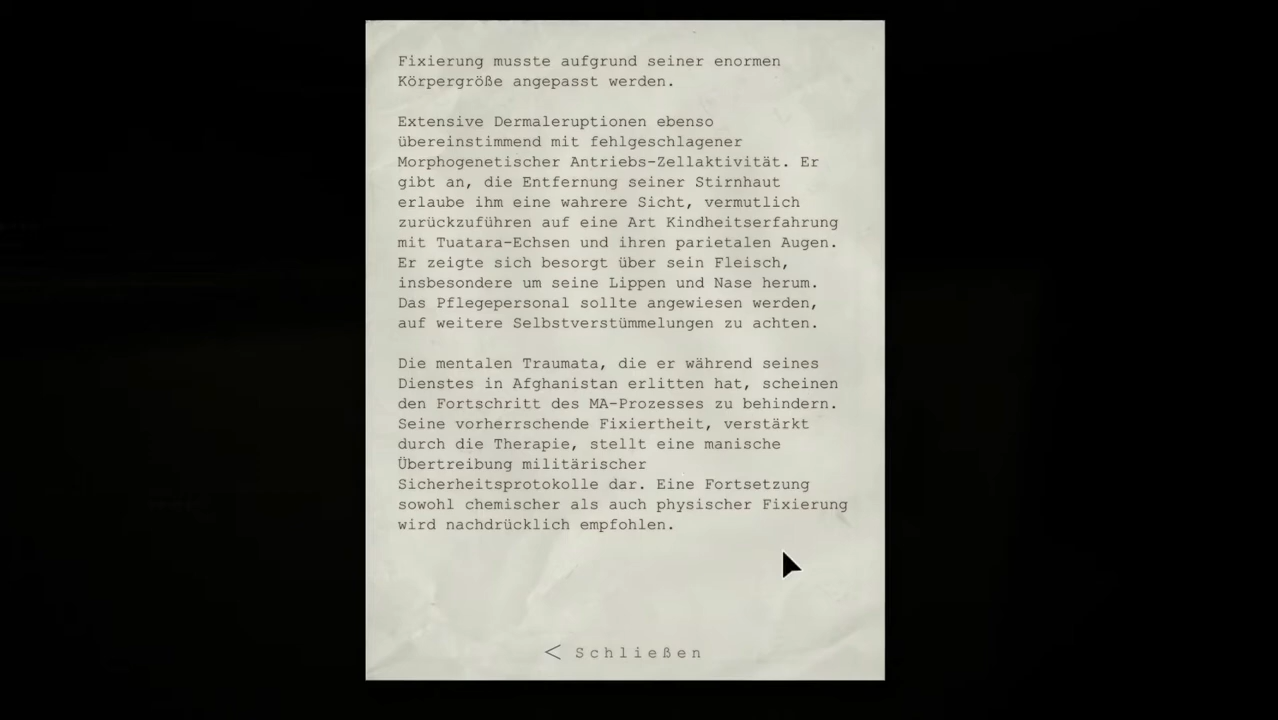 Fixierung musste aufgrund seiner enormen
Körpergröße angepasst werden.
Extensive Dermaleruptionen ebenso
übereinstimmend mit fehlgeschlagener
Morphogenetischer Antriebs-Zellaktivität. Er
gibt an, die Entfernung seiner Stirnhaut
erlaube ihm eine wahrere Sicht, vermutlich
zurückzuführen auf eine Art Kindheitserfahrung
mit Tuatara-Echsen und ihren parietalen Augen.
Er zeigte sich besorgt über sein Fleisch,
insbesondere um seine Lippen und Nase herum.
Das Pflegepersonal sollte angewiesen werden,
auf weitere Selbstverstümmelungen zu achten.
Die mentalen Traumata, die er während seines
Dienstes in Afghanistan erlitten hat, scheinen
den Fortschritt des MA-Prozesses zu behindern.
Seine vorherrschende Fixiertheit, verstärkt
durch die Therapie, stellt eine manische
Übertreibung militärischer
Sicherheitsprotokolle dar. Eine Fortsetzung
sowohl chemischer als auch physischer Fixierung
wird nachdrücklich empfohlen.
< Schließen